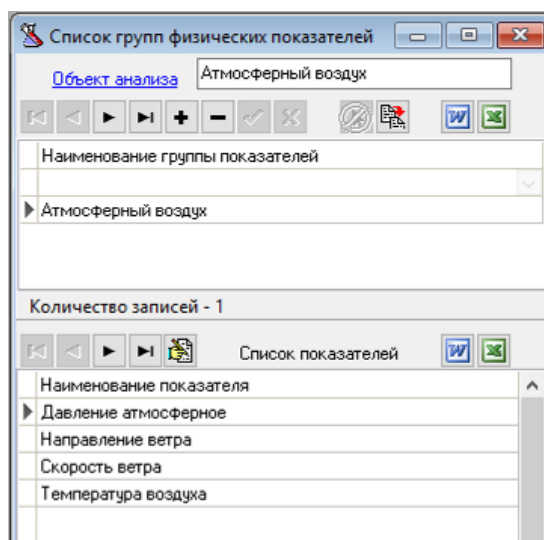 Список групп физических показателей
Объект анализа Атмосферный воздух
Наименование группы показателей
Атмосферный воздух
Количество записей - 1
Список показателей
Наименование показателя
Давление атмосферное
Направление ветра
Скорость ветра
Температура воздуха